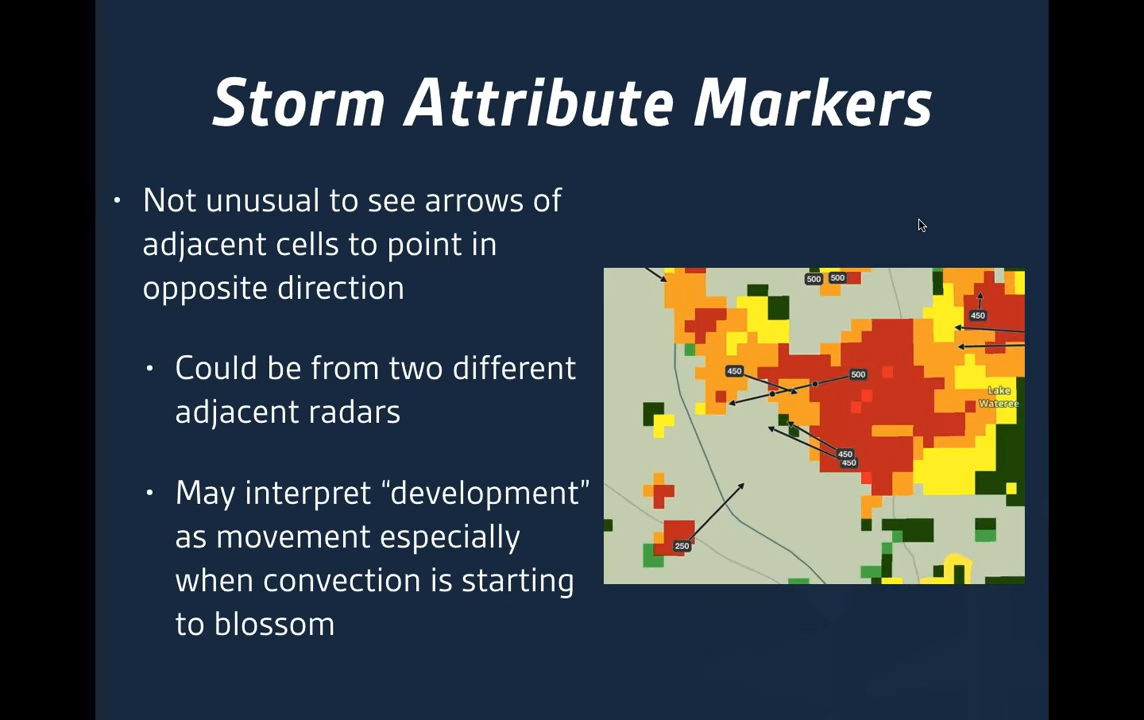 Storm Attribute Markers
• Not unusual to see arrows of
adjacent cells to point in
opposite direction
• Could be from two different
adjacent radars
• May interpret “development”
as movement especially
when convection is starting
to blossom
500 500
450
450
500
Lake
Wateree
450
450
250